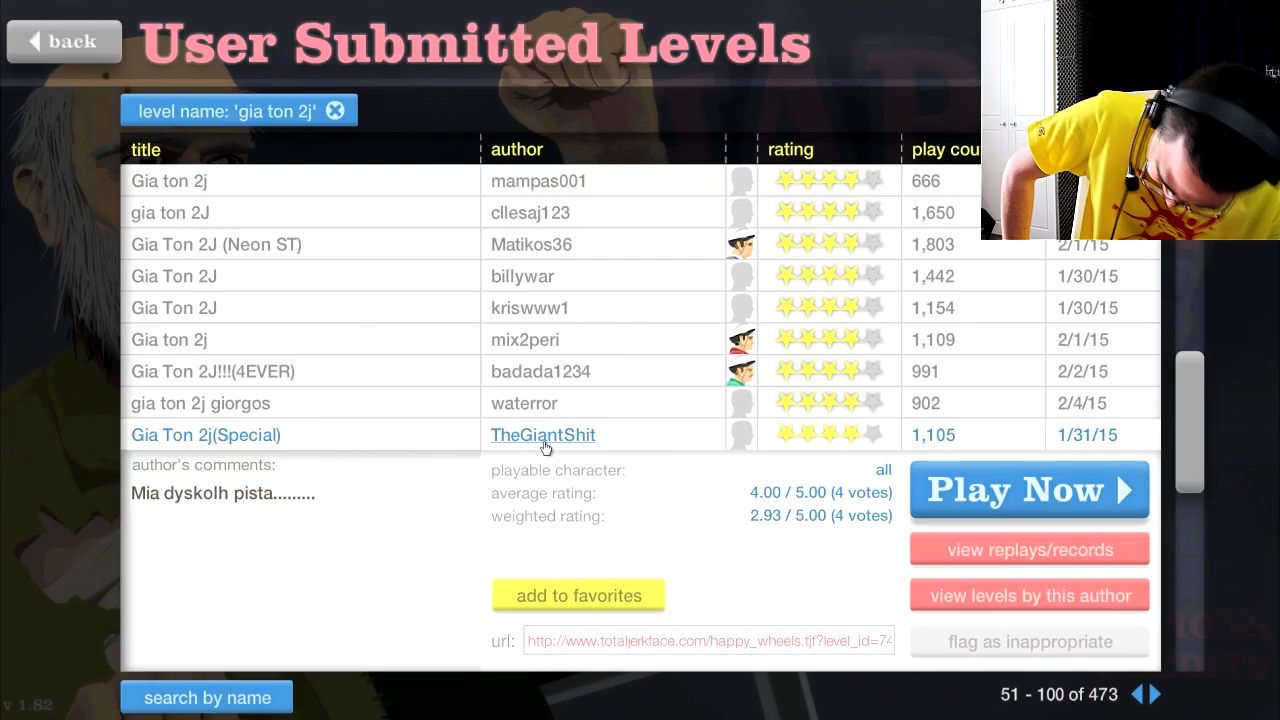 back
User Submitted Levels
level name: 'gia ton 2j'
title author rating play cou
Gia ton 2j mampas001 666
gia ton 2J cllesaj123 1,650
Gia Ton 2J (Neon ST) Matikos36 1,803 2/1/15
Gia Ton 2J billywar 1,442 1/30/15
Gia Ton 2J kriswww1 1,154 1/30/15
Gia ton 2j mix2peri 1,109 2/1/15
Gia Ton 2J!!!(4EVER) badada1234 991 2/2/15
gia ton 2j giorgos waterror 902 2/4/15
Gia Ton 2j(Special) TheGiantShit 1,105 1/31/15
author's comments:
Mia dyskolh pista.........
playable character: all
average rating: 4.00 / 5.00 (4 votes)
weighted rating: 2.93 / 5.00 (4 votes)
Play Now
view replays/records
add to favorites
view levels by this author
url: http://www.totaljerkface.com/happy_wheels.tjf?level_id=74
flag as inappropriate
search by name
51 - 100 of 473
v 1.82